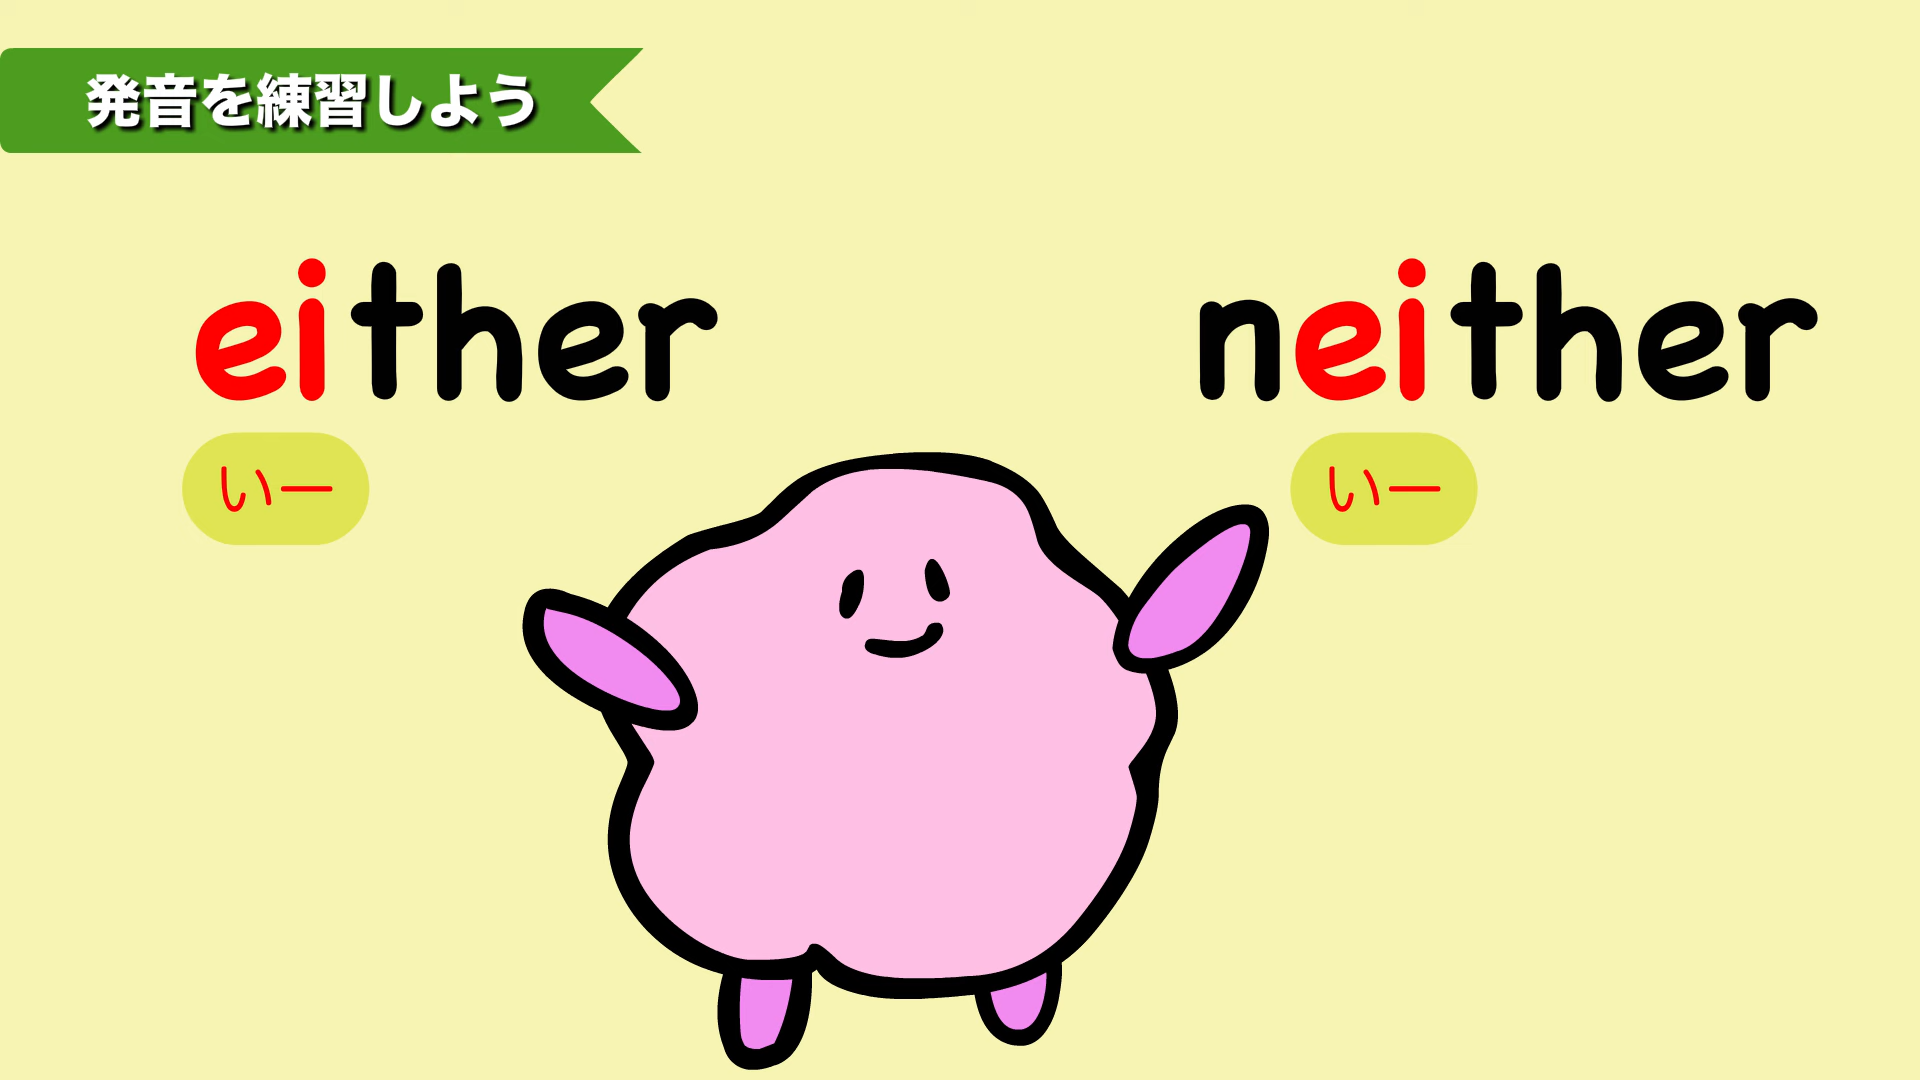 発音を練習しよう
either
neither
いー
いー